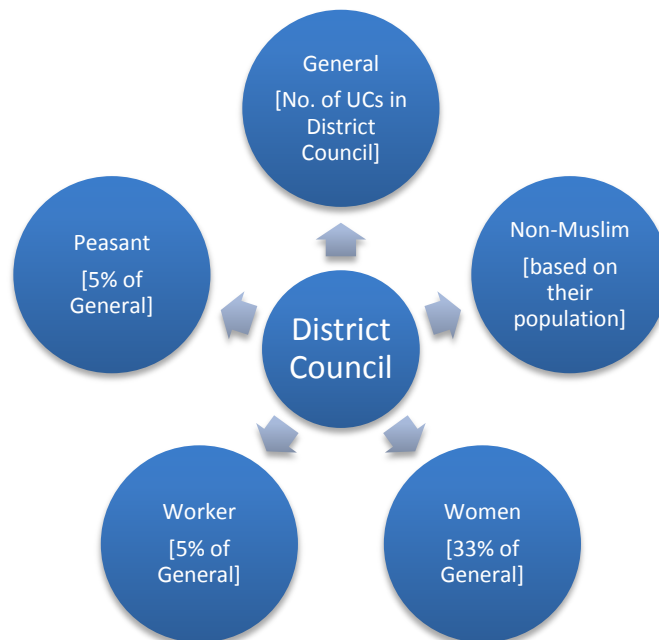 General
[No. of UCs in
District
Council]
Peasant
[5% of
General]
Non-Muslim
[based on
their
population]
District
Council
Worker
[5% of
General]
Women
[33% of
General]